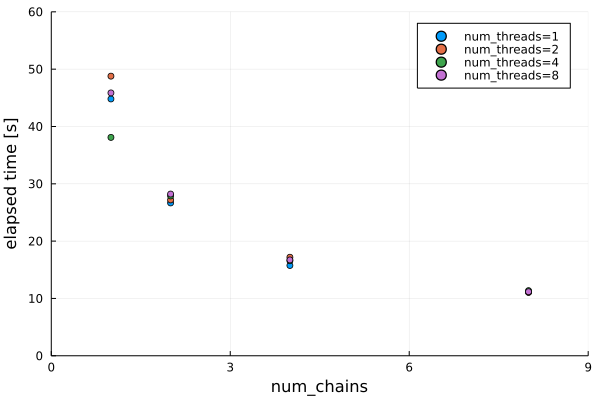 60
50
40
30
20
10
0
elapsed time [s]
num_threads=1
num_threads=2
num_threads=4
num_threads=8
0 3 6 9
num_chains